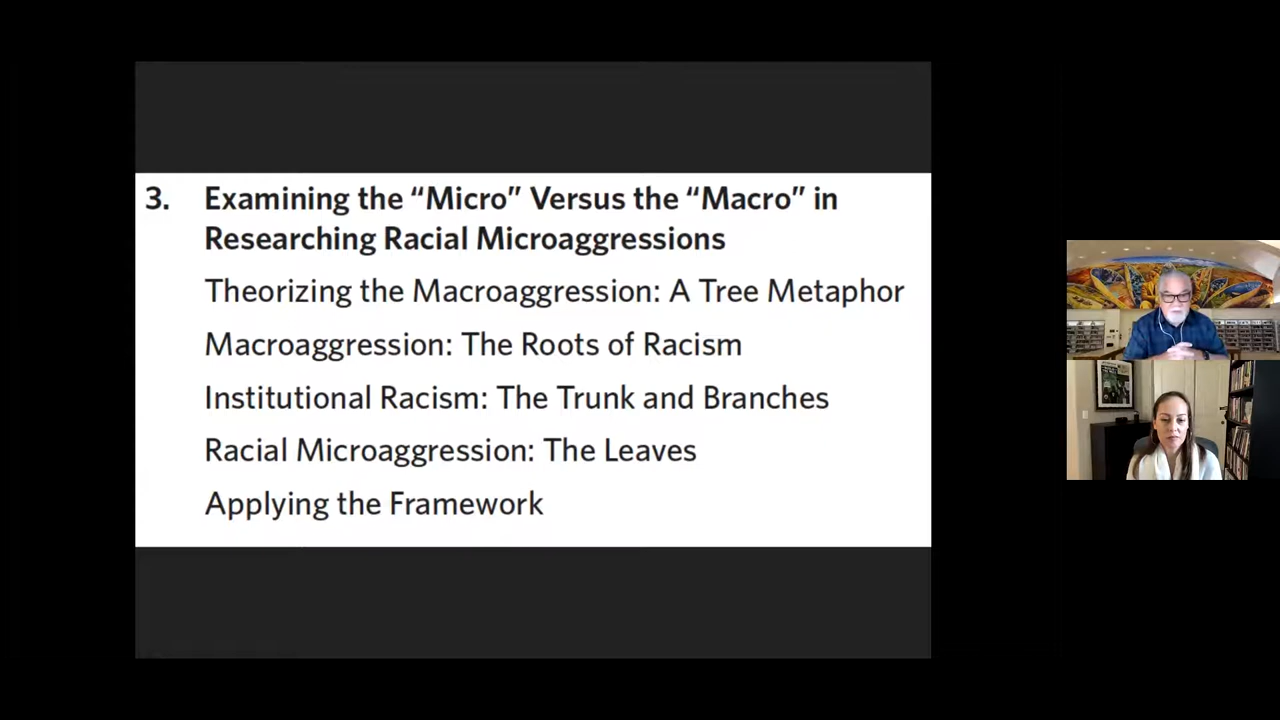 3. Examining the “Micro” Versus the “Macro” in
Researching Racial Microaggressions
Theorizing the Macroaggression: A Tree Metaphor
Macroaggression: The Roots of Racism
Institutional Racism: The Trunk and Branches
Racial Microaggression: The Leaves
Applying the Framework